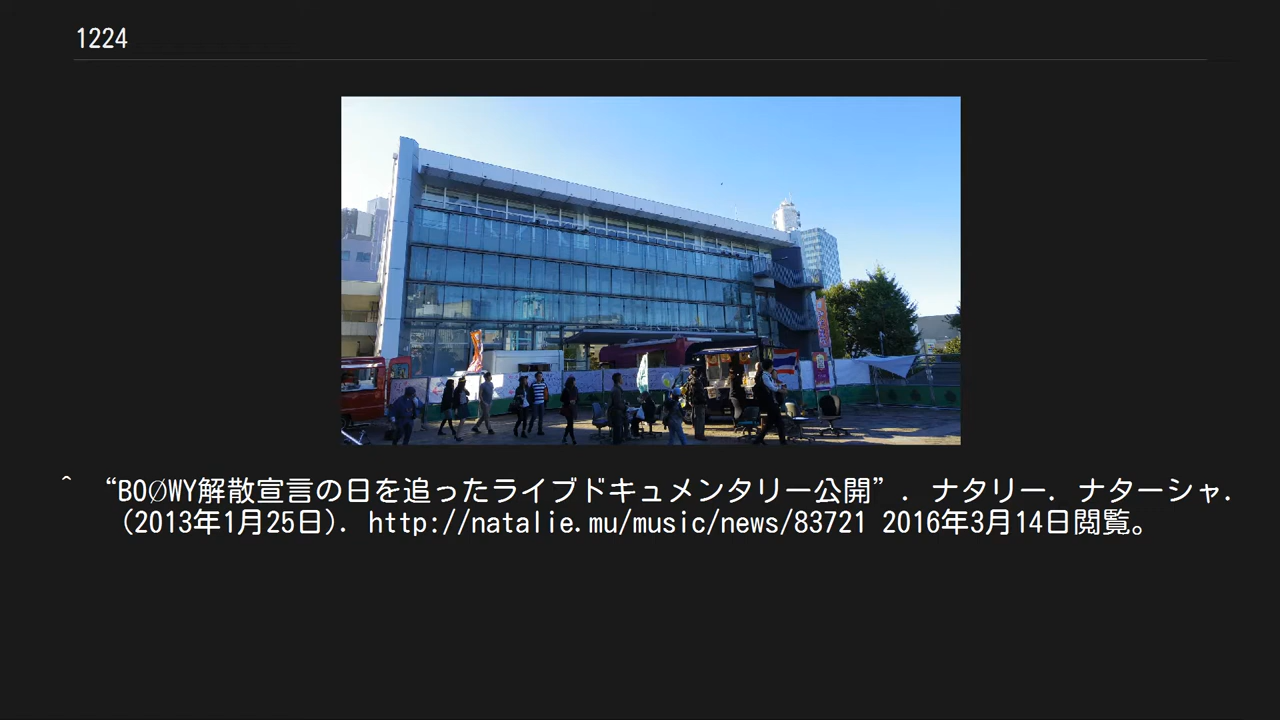 1224
^ “BOØWY解散宣言の日を追ったライブドキュメンタリー公開”. ナタリー. ナターシャ.
(2013年1月25日). http://natalie.mu/music/news/83721 2016年3月14日閲覧。